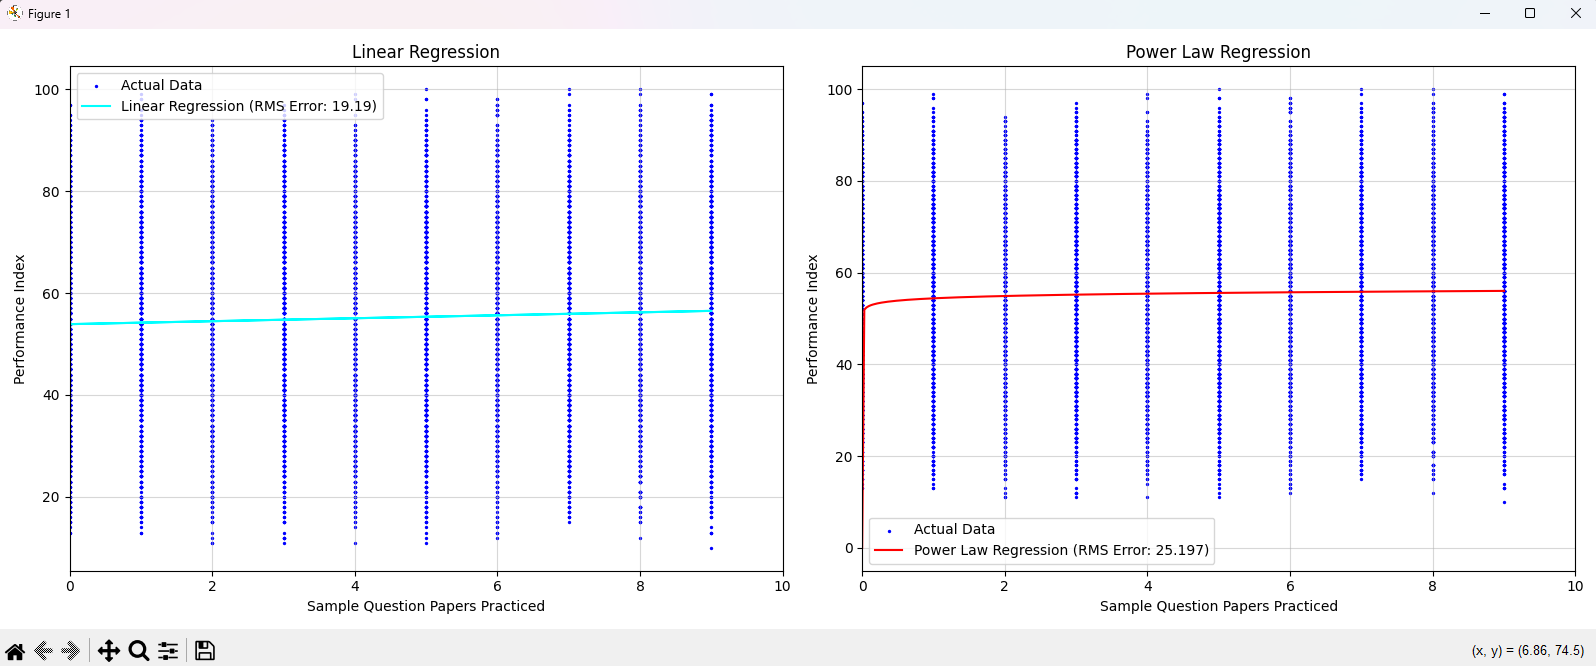 Figure 1
Linear Regression
Power Law Regression
Actual Data
Linear Regression (RMS Error: 19.19)
100
80
60
40
20
0
2
4
6
8
10
Performance Index
Sample Question Papers Practiced
100
80
60
40
20
0
Actual Data
Power Law Regression (RMS Error: 25.197)
0
2
4
6
8
10
Performance Index
Sample Question Papers Practiced
(x, y) = (6.86, 74.5)